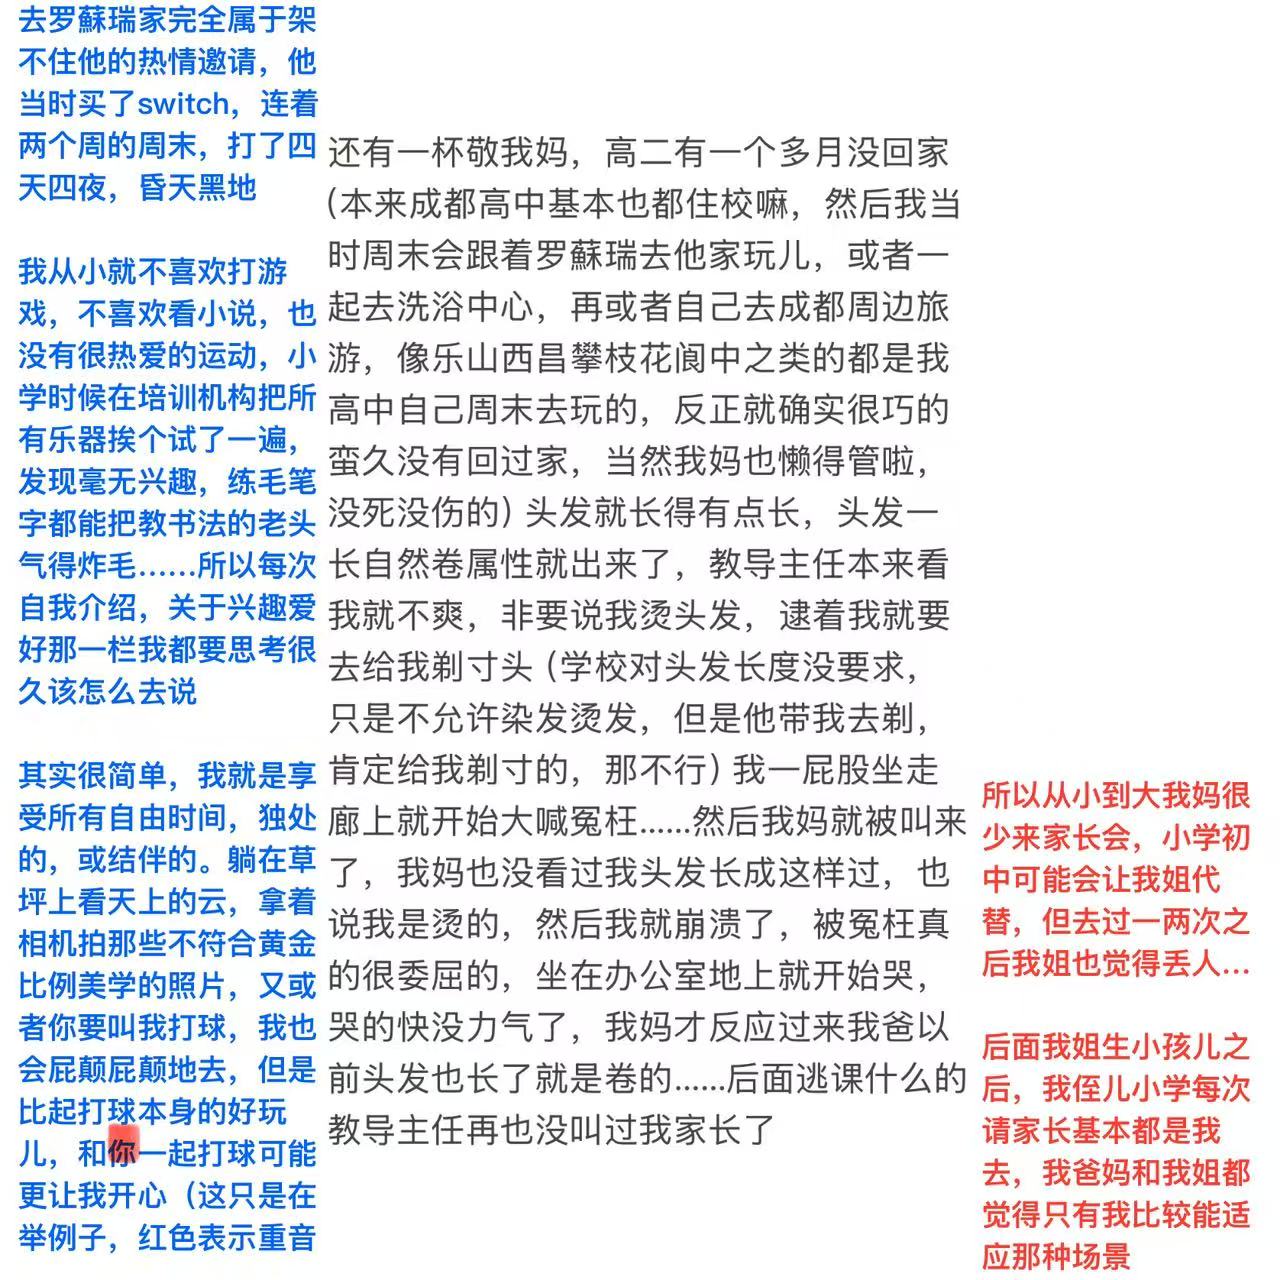 去罗蘇瑞家完全属于架
不住他的热情邀请，他
当时买了switch，连着
两个周的周末，打了四
天四夜，昏天黑地
我从小就不喜欢打游
戏，不喜欢看小说，也
没有很热爱的运动，小
学时候在培训机构把所
有乐器挨个试了一遍，
发现毫无兴趣，练毛笔
字都能把教书法的老头
气得炸毛……所以每次
自我介绍，关于兴趣爱
好那一栏我都要思考很
久该怎么去说
其实很简单，我就是享
受所有自由时间，独处
的，或结伴的。躺在草
坪上看天上的云，拿着
相机拍那些不符合黄金
比例美学的照片，又或
者你要叫我打球，我也
会屁颠屁颠地去，但是
比起打球本身的好玩
儿，和你一起打球可能
更让我开心（这只是在
举例子，红色表示重音
还有一杯敬我妈，高二有一个多月没回家
(本来成都高中基本也都住校嘛，然后我当
时周末会跟着罗蘇瑞去他家玩儿，或者一
起去洗浴中心，再或者自己去成都周边旅
游，像乐山西昌攀枝花阆中之类的都是我
高中自己周末去玩的，反正就确实很巧的
蛮久没有回过家，当然我妈也懒得管啦，
没死没伤的) 头发就长得有点长，头发一
长自然卷属性就出来了，教导主任本来看
我就不爽，非要说我烫头发，逮着我就要
去给我剃寸头 (学校对头发长度没要求，
只是不允许染发烫发，但是他带我去剃，
肯定给我剃寸的，那不行) 我一屁股坐走
廊上就开始大喊冤枉......然后我妈就被叫来
了，我妈也没看过我头发长成这样过，也
说我是烫的，然后我就崩溃了，被冤枉真
的很委屈的，坐在办公室地上就开始哭，
哭的快没力气了，我妈才反应过来我爸以
前头发也长了就是卷的......后面逃课什么的
教导主任再也没叫过我家长了
所以从小到大我妈很
少来家长会，小学初
中可能会让我姐代
替，但去过一两次之
后我姐也觉得丢人…
后面我姐生小孩儿之
后，我侄儿小学每次
请家长基本都是我
去，我爸妈和我姐都
觉得只有我比较能适
应那种场景